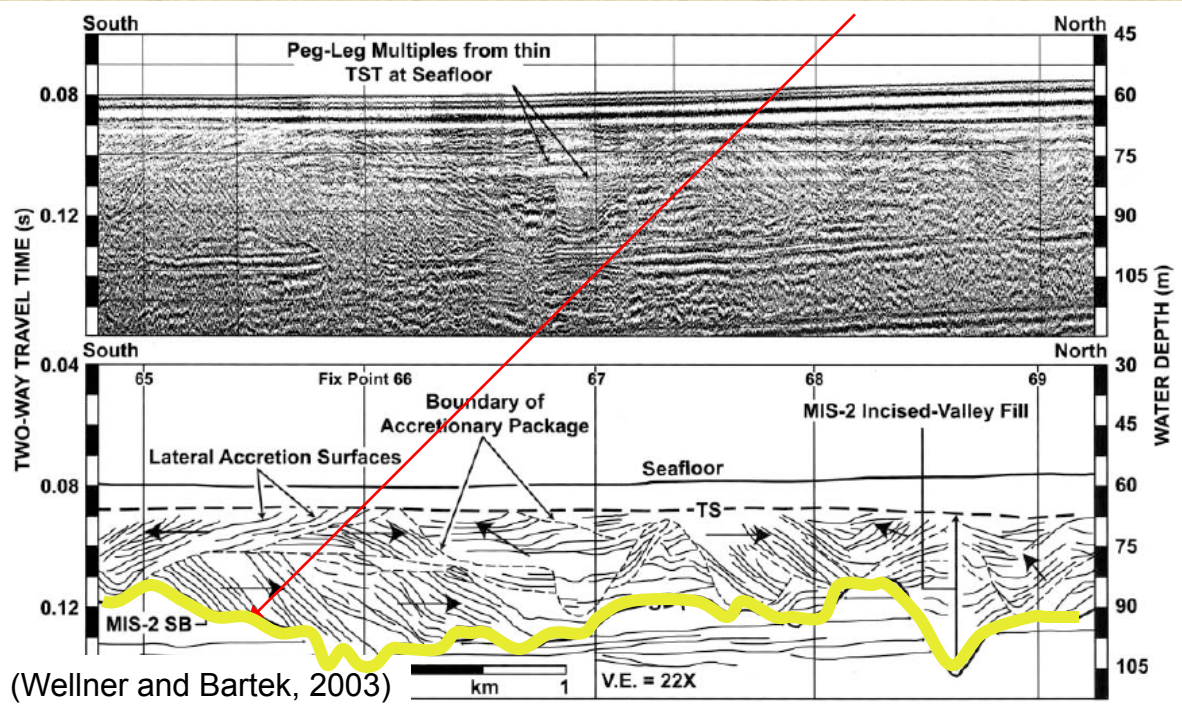 South
North
Peg-Leg Multiples from thin
TST at Seafloor
TWO-WAY TRAVEL TIME (s)
0.08
0.12
45
60
75
90
105
WATER DEPTH (m)
South
North
0.04
0.08
0.12
65
Fix Point 66
67
68
69
30
45
60
75
90
105
Boundary of
Accretionary Package
MIS-2 Incised-Valley Fill
Lateral Accretion Surfaces
Seafloor
TS
MIS-2 SB
km
1
V.E. = 22X
(Wellner and Bartek, 2003)